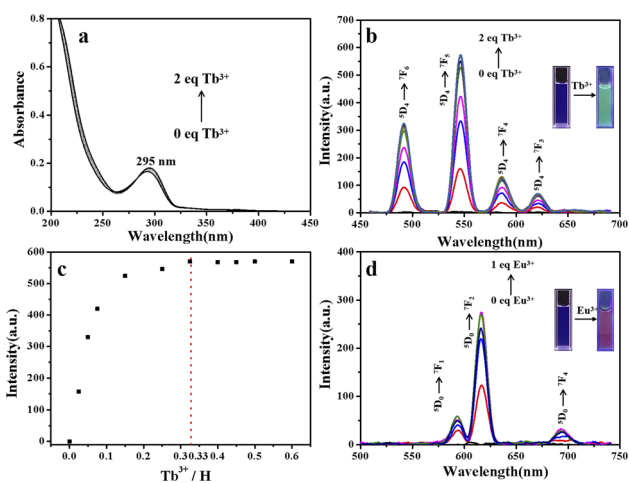 a
2 eq Tb³⁺
0 eq Tb³⁺
295 nm
Absorbance
0.8
0.6
0.4
0.2
0.0
200 250 300 350 400 450
Wavelength(nm)
b
2 eq Tb³⁺
0 eq Tb³⁺
⁵D₄ → ⁷F₆
⁵D₄ → ⁷F₅
⁵D₄ → ⁷F₄
⁵D₄ → ⁷F₃
Tb³⁺
Intensity(a.u.)
700
600
500
400
300
200
100
0
450 500 550 600 650 700
Wavelength(nm)
c
Intensity(a.u.)
600
500
400
300
200
100
0
0.0 0.1 0.2 0.3 0.33 0.4 0.5 0.6
Tb³⁺ / H
d
1 eq Eu³⁺
0 eq Eu³⁺
⁵D₀ → ⁷F₁
⁵D₀ → ⁷F₂
⁵D₀ → ⁷F₄
Eu³⁺
Intensity(a.u.)
400
300
200
100
0
500 550 600 650 700 750
Wavelength(nm)